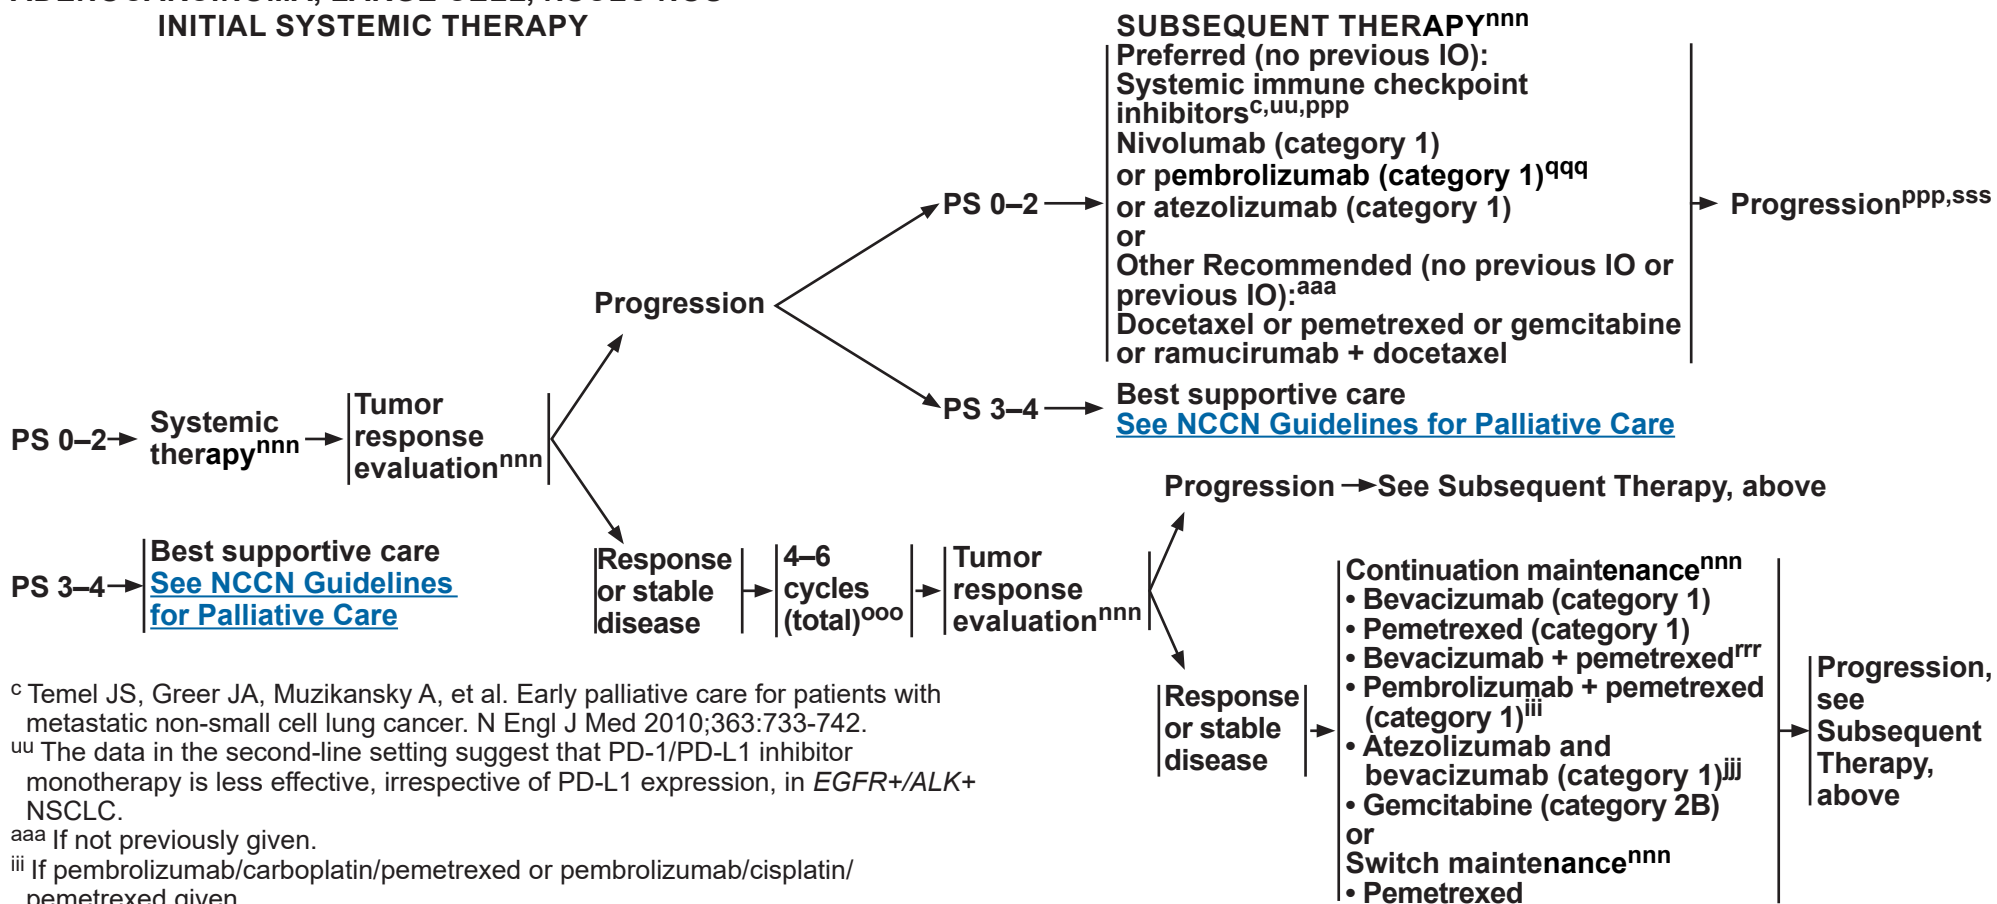 INITIAL SYSTEMIC THERAPY
SUBSEQUENT THERAPYnnn
Preferred (no previous IO):
Systemic immune checkpoint
inhibitorsc,uu,ppp
Nivolumab (category 1)
or pembrolizumab (category 1)qqq
or atezolizumab (category 1)
or
Other Recommended (no previous IO or
previous IO):aaa
Docetaxel or pemetrexed or gemcitabine
or ramucirumab + docetaxel
PS 0–2
Progressionppp,sss
Progression
PS 3–4
Best supportive care
See NCCN Guidelines for Palliative Care
PS 0–2
Systemic
therapynnn
Tumor
response
evaluationnnn
Progression
See Subsequent Therapy, above
PS 3–4
Best supportive care
See NCCN Guidelines
for Palliative Care
Response
or stable
disease
4–6
cycles
(total)ooo
Tumor
response
evaluationnnn
Response
or stable
disease
Continuation maintenancennn
• Bevacizumab (category 1)
• Pemetrexed (category 1)
• Bevacizumab + pemetrexedrrr
• Pembrolizumab + pemetrexed
(category 1)iii
• Atezolizumab and
bevacizumab (category 1)jjj
• Gemcitabine (category 2B)
or
Switch maintenancennn
• Pemetrexed
Progression,
see
Subsequent
Therapy,
above
c Temel JS, Greer JA, Muzikansky A, et al. Early palliative care for patients with
metastatic non-small cell lung cancer. N Engl J Med 2010;363:733-742.
uu The data in the second-line setting suggest that PD-1/PD-L1 inhibitor
monotherapy is less effective, irrespective of PD-L1 expression, in EGFR+/ALK+
NSCLC.
aaa If not previously given.
iii If pembrolizumab/carboplatin/pemetrexed or pembrolizumab/cisplatin/
pemetrexed given